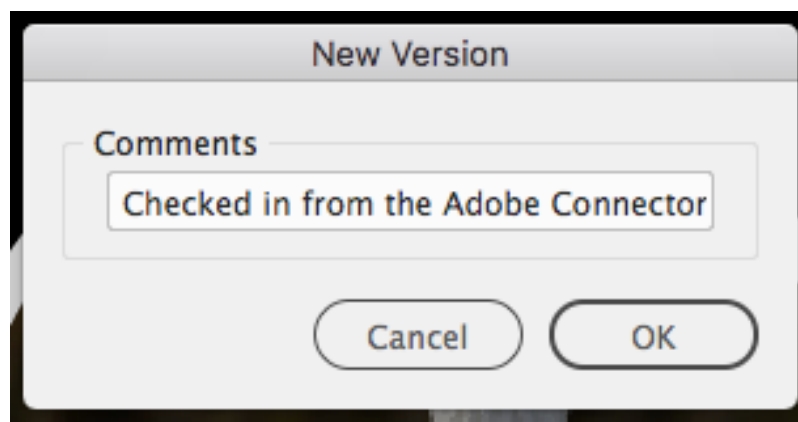 New Version
Comments
Checked in from the Adobe Connector
Cancel
OK